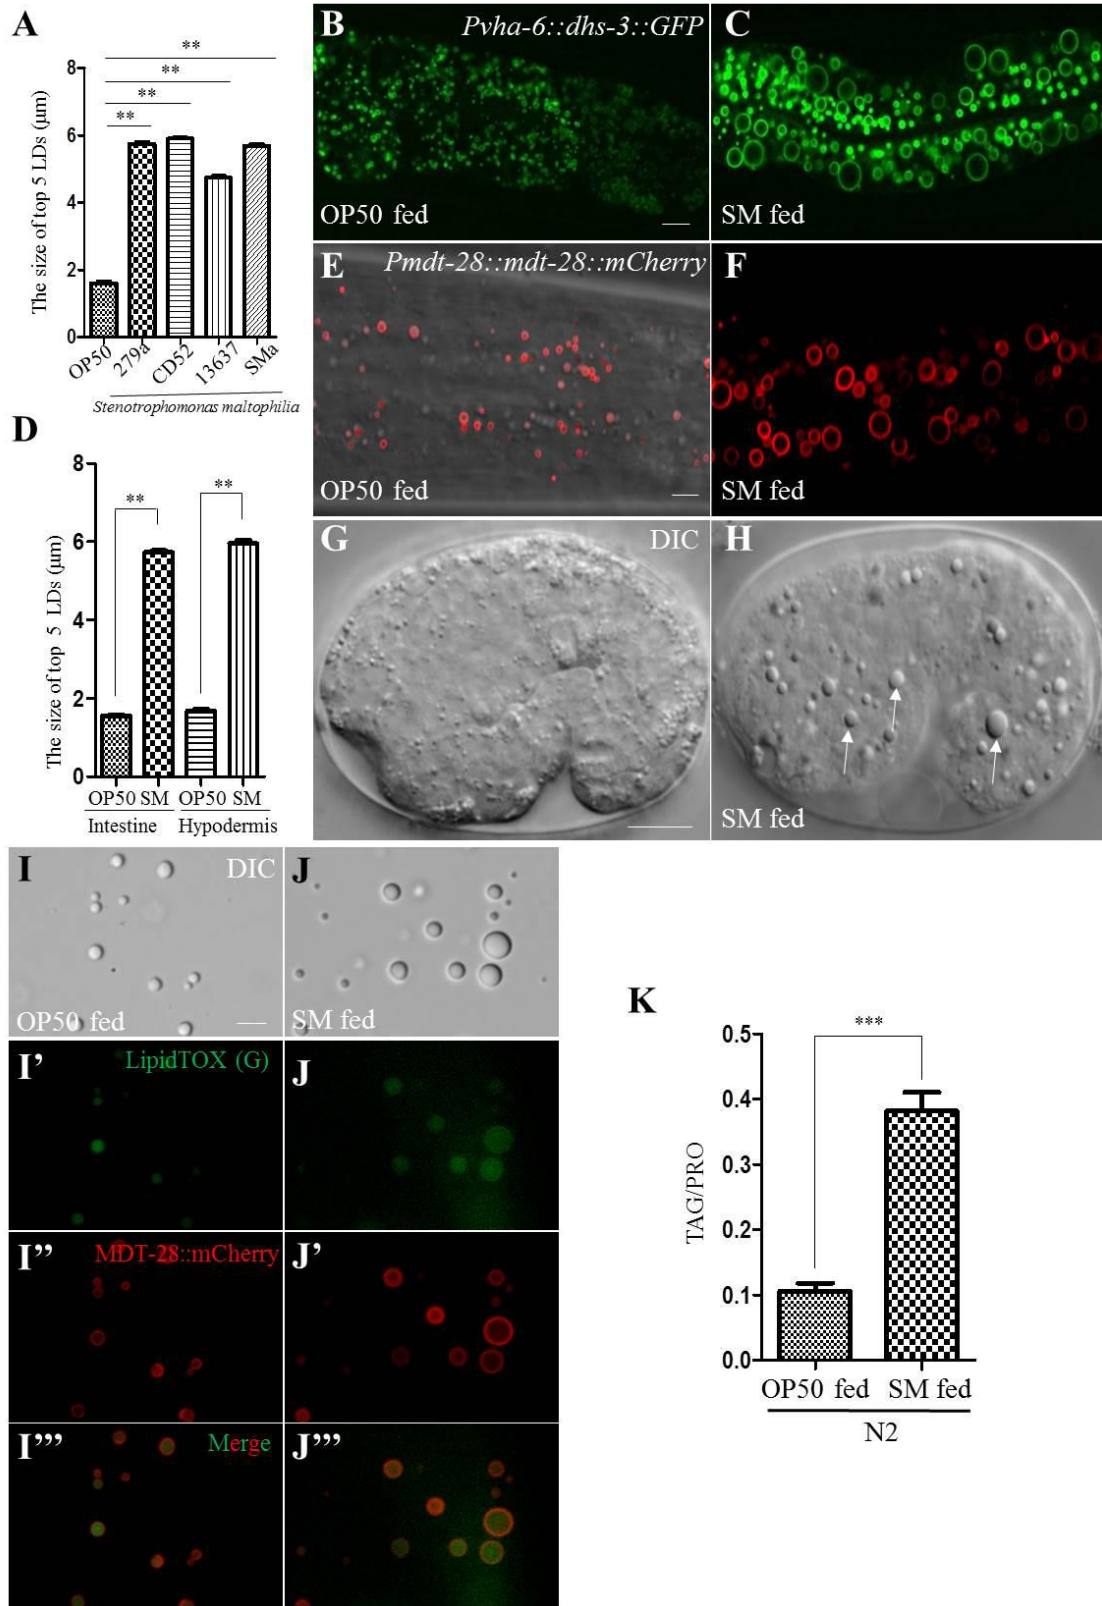 A
**
**
**
**
The size of top 5 LDs (μm)
8
6
4
2
0
OP50
279a
CD52
13637
SMa
Stenotrophomonas maltophilia
B
Pvha-6::dhs-3::GFP
OP50 fed
C
SM fed
D
**
**
The size of top 5 LDs (μm)
8
6
4
2
0
OP50 SM OP50 SM
Intestine Hypodermis
E
Pmdt-28::mdt-28::mCherry
OP50 fed
F
SM fed
G
DIC
H
SM fed
I
DIC
OP50 fed
J
SM fed
I’
LipidTOX (G)
J
I’’
MDT-28::mCherry
J’
I’’’
Merge
J’’’
K
***
TAG/PRO
0.5
0.4
0.3
0.2
0.1
0.0
OP50 fed SM fed
N2